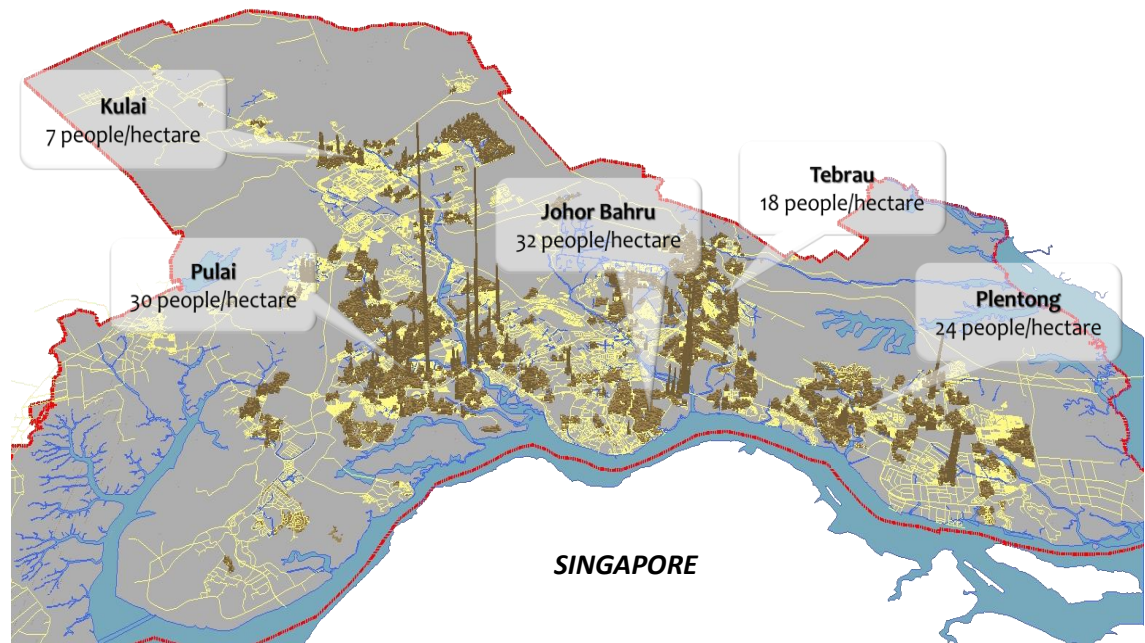 Kulai
7 people/hectare
Tebrau
18 people/hectare
Johor Bahru
32 people/hectare
Pulai
30 people/hectare
Plentong
24 people/hectare
SINGAPORE